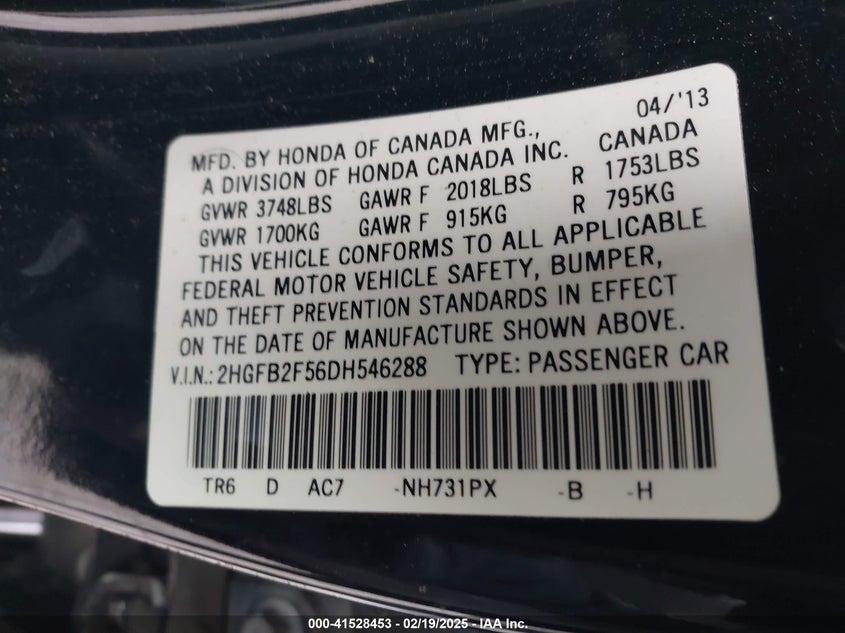 04/'13
MFD. BY HONDA OF CANADA MFG., CANADA
A DIVISION OF HONDA CANADA INC.
GVWR 3748LBS GAWR F 2018LBS R 1753LBS
GVWR 1700KG GAWR F 915KG R 795KG
THIS VEHICLE CONFORMS TO ALL APPLICABLE
FEDERAL MOTOR VEHICLE SAFETY, BUMPER,
AND THEFT PREVENTION STANDARDS IN EFFECT
ON THE DATE OF MANUFACTURE SHOWN ABOVE.
V.I.N.: 2HGFB2F56DH546288 TYPE: PASSENGER CAR
TR6 D AC7 -NH731PX -B -H
000-41528453 - 02/19/2025 - IAA Inc.